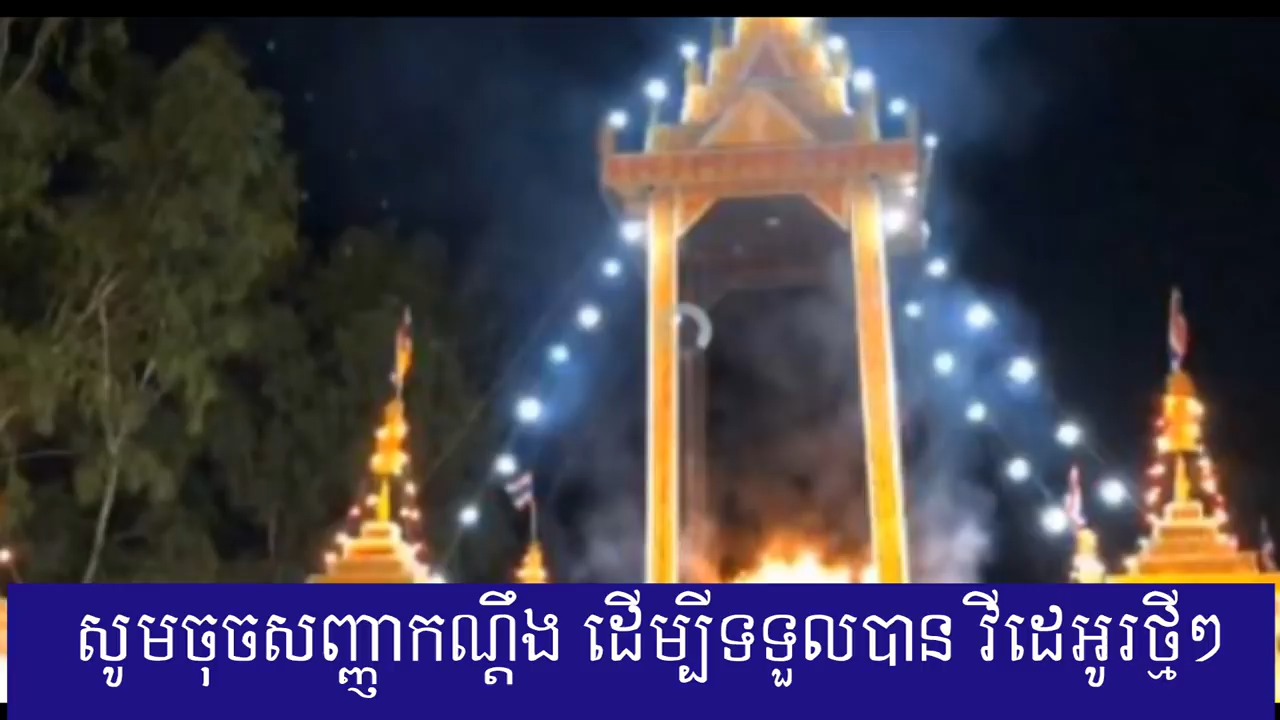 សូមចុចសញ្ញាកណ្ដឹង ដើម្បីទទួលបាន វីដេអូរថ្មីៗ